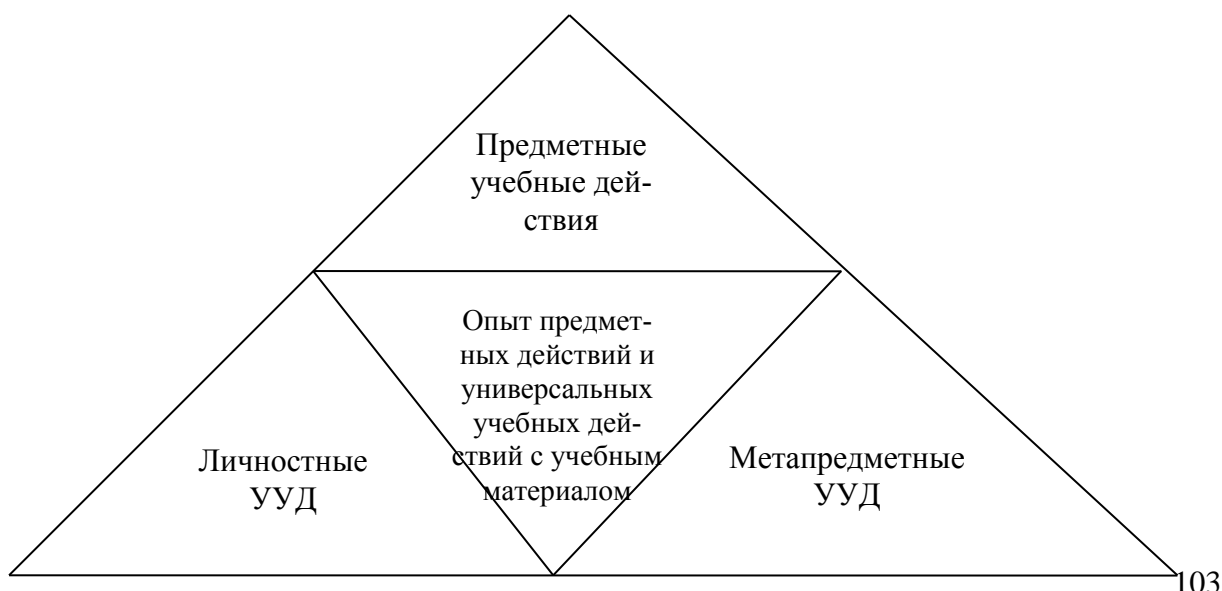 Предметные
учебные дей-
ствия
Опыт предмет-
ных действий и
универсальных
учебных дей-
ствий с учебным
материалом
Личностные
УУД
Метапредметные
УУД
103